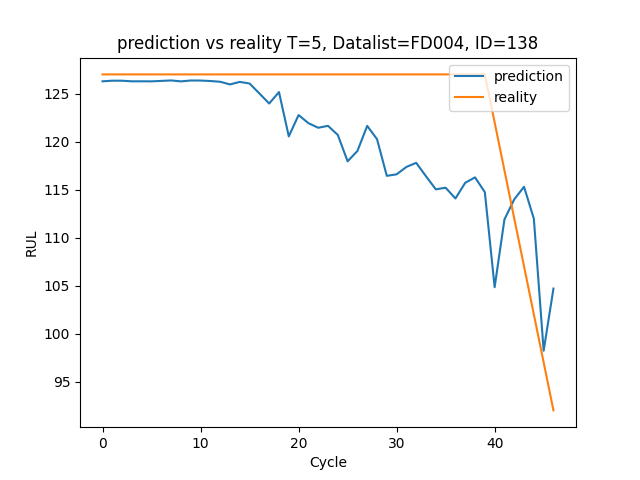 prediction vs reality T=5, Datalist=FD004, ID=138
prediction
reality
125
120
115
110
105
100
95
RUL
0 10 20 30 40
Cycle